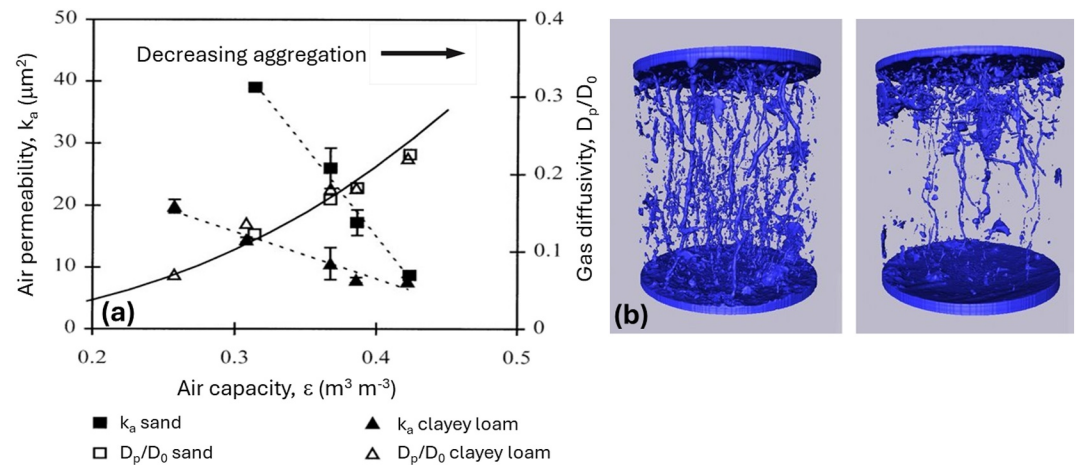 50
40
30
20
10
0
Air permeability, kₐ (µm²)
Decreasing aggregation
0.4
0.3
0.2
0.1
0
Gas diffusivity, Dₚ/D₀
(a)
0.2 0.3 0.4 0.5
Air capacity, ε (m³ m⁻³)
kₐ sand
kₐ clayey loam
Dₚ/D₀ sand
Dₚ/D₀ clayey loam
(b)